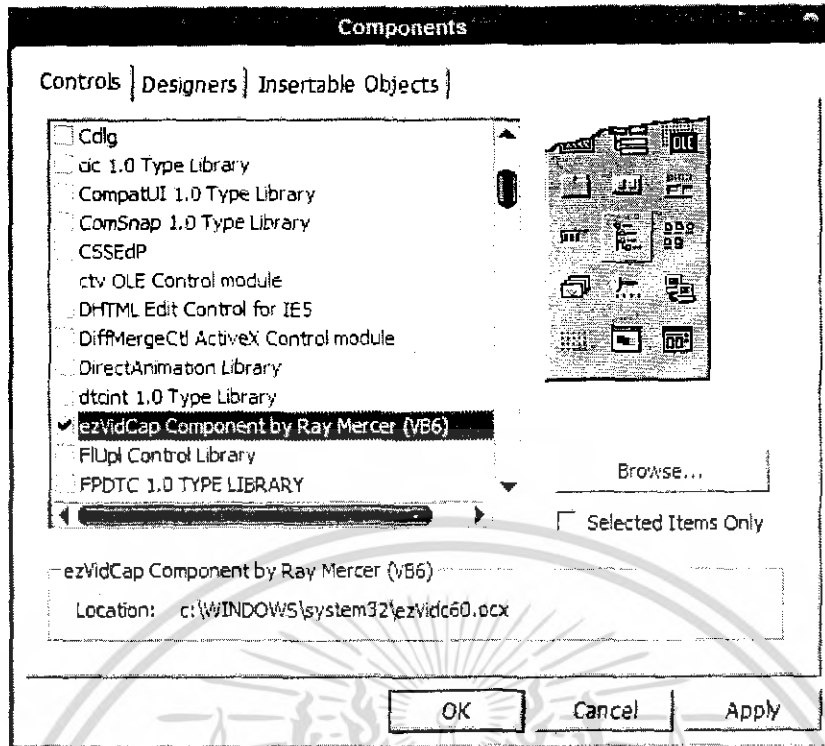 Components
Controls Designers Insertable Objects
Cdlg
cic 1.0 Type Library
CompatUI 1.0 Type Library
ComSnap 1.0 Type Library
CSSEdP
ctv OLE Control module
DHTML Edit Control for IE5
DiffMergeCtl ActiveX Control module
DirectAnimation Library
dtcint 1.0 Type Library
ezVidCap Component by Ray Mercer (VB6)
FlUpl Control Library
FPDTC 1.0 TYPE LIBRARY
OLE
Browse...
Selected Items Only
ezVidCap Component by Ray Mercer (VB6)
Location: c:\WINDOWS\system32\ezvidc60.ocx
OK Cancel Apply